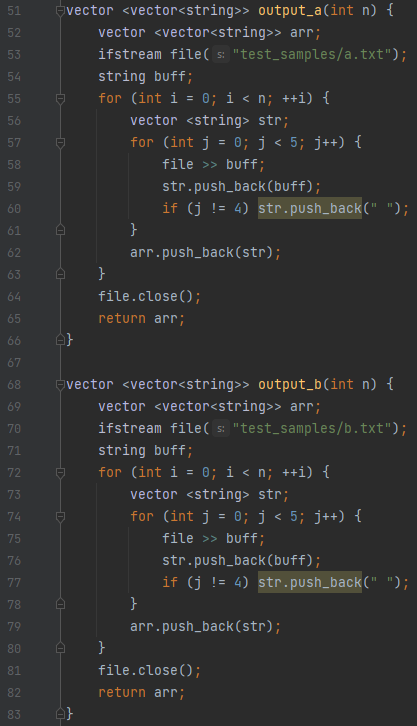 51 vector <vector<string>> output_a(int n) {
52     vector <vector<string>> arr;
53     ifstream file( s: "test_samples/a.txt");
54     string buff;
55     for (int i = 0; i < n; ++i) {
56         vector <string> str;
57         for (int j = 0; j < 5; j++) {
58             file >> buff;
59             str.push_back(buff);
60             if (j != 4) str.push_back(" ");
61         }
62         arr.push_back(str);
63     }
64     file.close();
65     return arr;
66 }
67
68 vector <vector<string>> output_b(int n) {
69     vector <vector<string>> arr;
70     ifstream file( s: "test_samples/b.txt");
71     string buff;
72     for (int i = 0; i < n; ++i) {
73         vector <string> str;
74         for (int j = 0; j < 5; j++) {
75             file >> buff;
76             str.push_back(buff);
77             if (j != 4) str.push_back(" ");
78         }
79         arr.push_back(str);
80     }
81     file.close();
82     return arr;
83 }